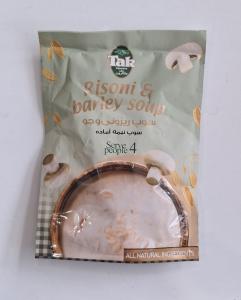 Tak
Risoni &
barley soup
سوپ ریزونی و جو
سوپ نیمه آماده
Serve 4
people
ALL NATURAL INGREDIENTS